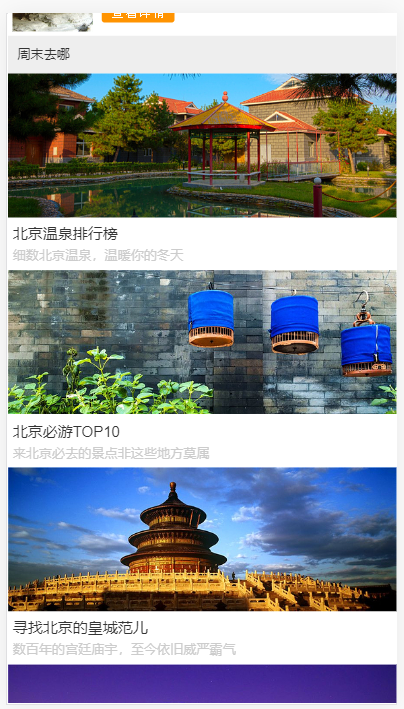 查看详情
周末去哪
北京温泉排行榜
细数北京温泉，温暖你的冬天
北京必游TOP10
来北京必去的景点非这些地方莫属
寻找北京的皇城范儿
数百年的宫廷庙宇，至今依旧威严霸气